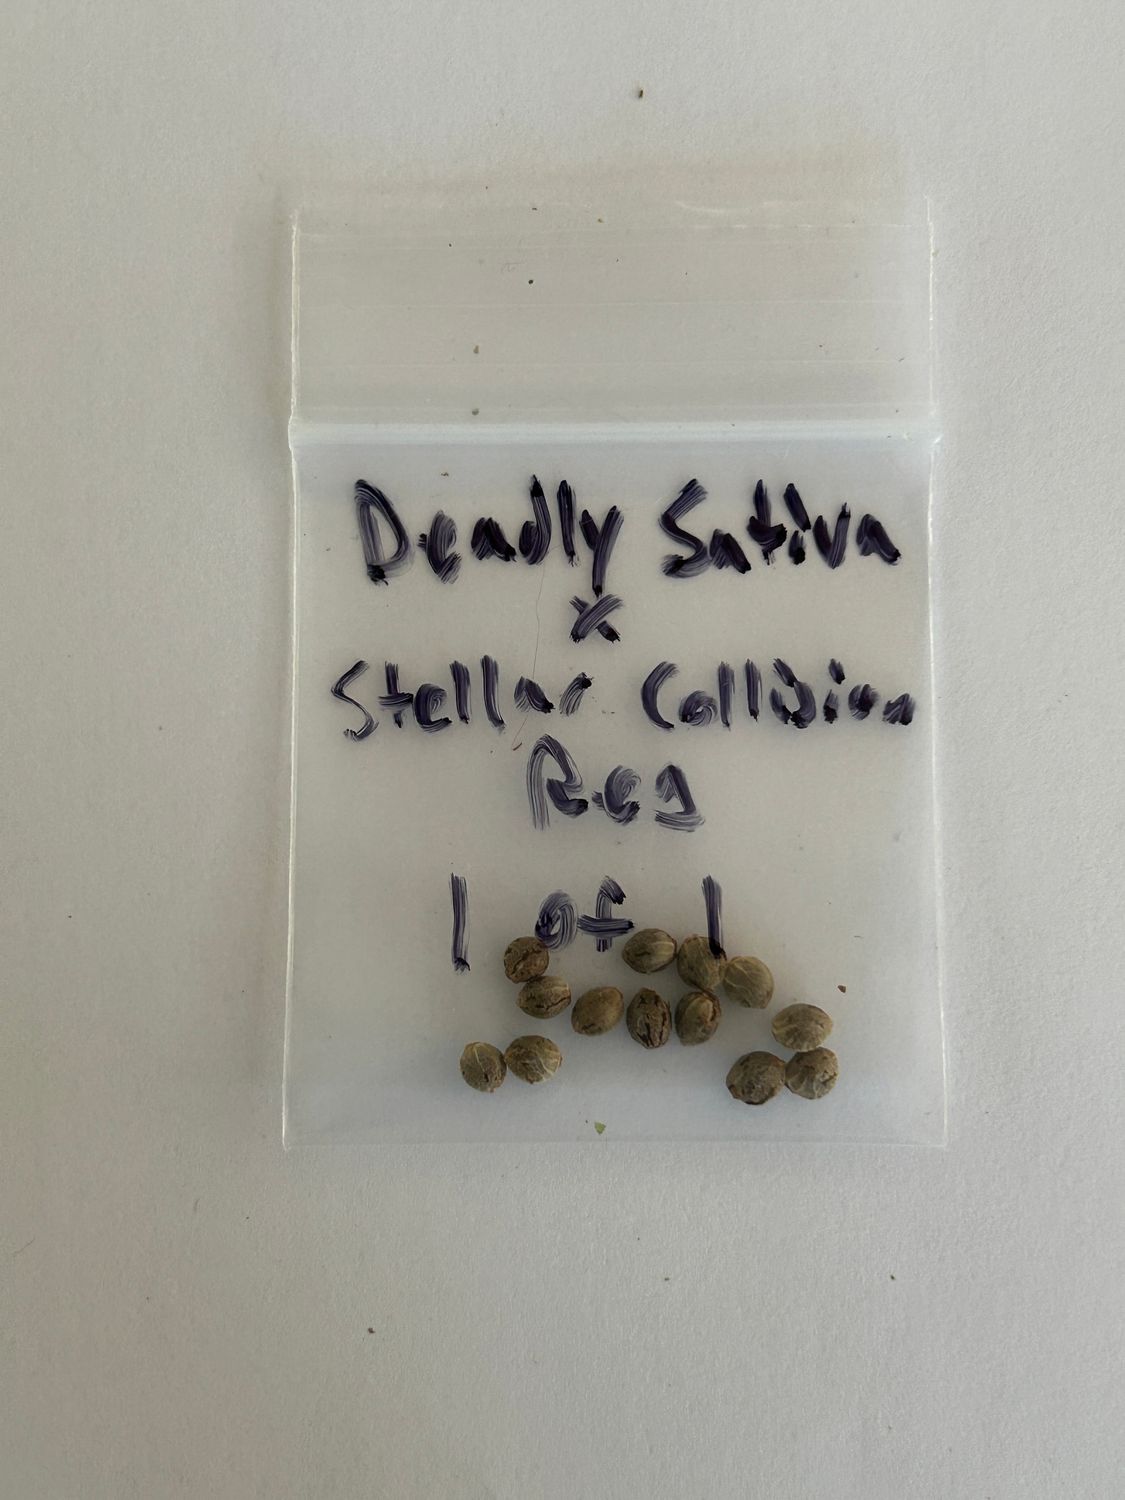 Deadly Sativa
x
Stellar Collision
Reg
1 of 1